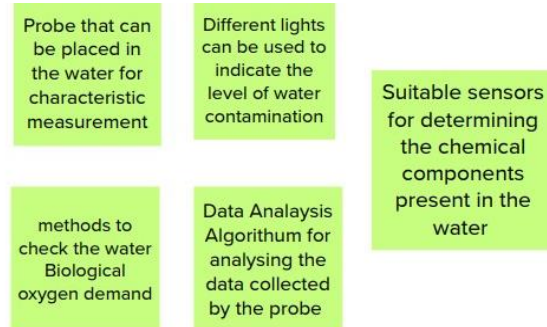 Probe that can
be placed in
the water for
characteristic
measurement
Different lights
can be used to
indicate the
level of water
contamination
Suitable sensors
for determining
the chemical
components
present in the
water
methods to
check the water
Biological
oxygen demand
Data Analaysis
Algorithum for
analysing the
data collected
by the probe